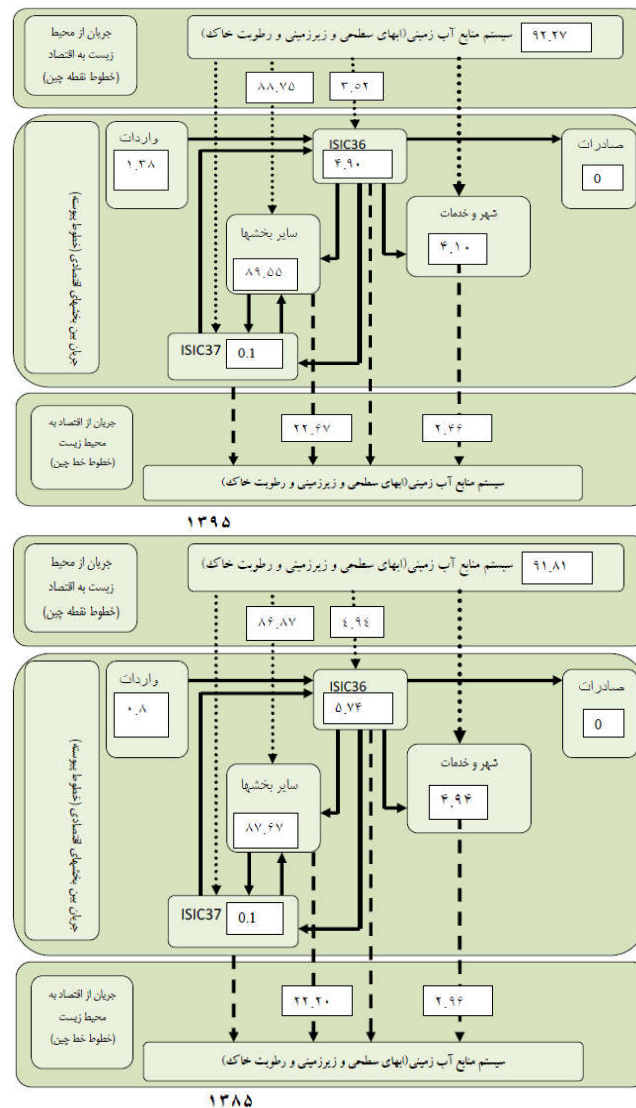 جریان از محیط
زیست به اقتصاد
(خطوط نقطه چین)
سیستم منابع آب زمینی(ابهای سطحی و زیرزمینی و رطوبت خاک)
۹۲.۲۷
۸۸.۷۵
۳.۵۲
جریان بین بخشهای اقتصادی (خطوط پیوسته)
واردات
۱.۳۸
ISIC36
۴.۹۰
صادرات
0
سایر بخشها
۸۹.۵۵
شهر و خدمات
۴.۱۰
ISIC37
0.1
جریان از اقتصاد به
محیط زیست
(خطوط خط چین)
۲۲.۶۷
۲.۴۶
سیستم منابع آب زمینی(ابهای سطحی و زیرزمینی و رطوبت خاک)
۱۳۹۵
جریان از محیط
زیست به اقتصاد
(خطوط نقطه چین)
سیستم منابع آب زمینی(ابهای سطحی و زیرزمینی و رطوبت خاک)
۹۱.۸۱
۸۶.۸۷
٤.۹٤
جریان بین بخشهای اقتصادی (خطوط پیوسته)
واردات
۰.۸
ISIC36
۵.۷۴
صادرات
0
سایر بخشها
۸۷.۶۷
شهر و خدمات
۴.۹۴
ISIC37
0.1
جریان از اقتصاد به
محیط زیست
(خطوط خط چین)
۲۲.۲۰
۲.۹۶
سیستم منابع آب زمینی(ابهای سطحی و زیرزمینی و رطوبت خاک)
۱۳۸۵